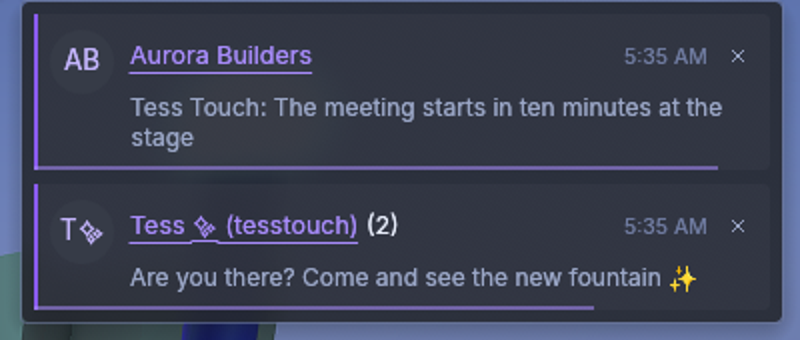 AB
Aurora Builders
5:35 AM ×
Tess Touch: The meeting starts in ten minutes at the
stage
T
Tess (tesstouch) (2)
5:35 AM ×
Are you there? Come and see the new fountain ✨